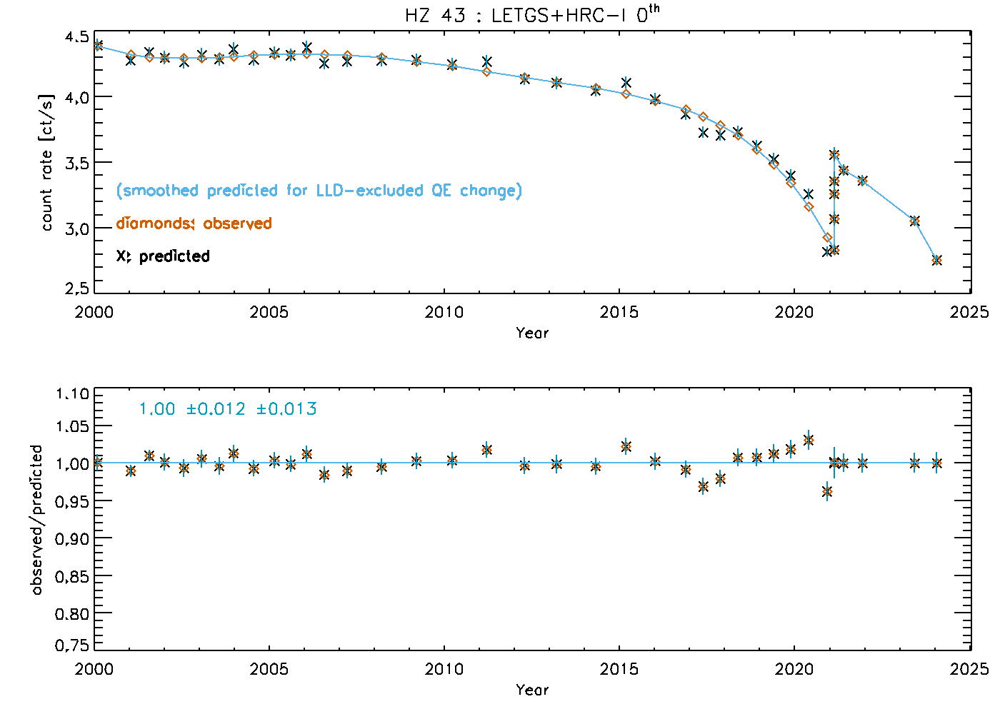 HZ 43 : LETGS+HRC-I 0th
4.5
4.0
3.5
3.0
2.5
count rate [ct/s]
(smoothed predicted for LLD-excluded QE change)
diamonds: observed
X: predicted
2000 2005 2010 2015 2020 2025
Year
1.10
1.05
1.00
0.95
0.90
0.85
0.80
0.75
observed/predicted
1.00 ±0.012 ±0.013
2000 2005 2010 2015 2020 2025
Year